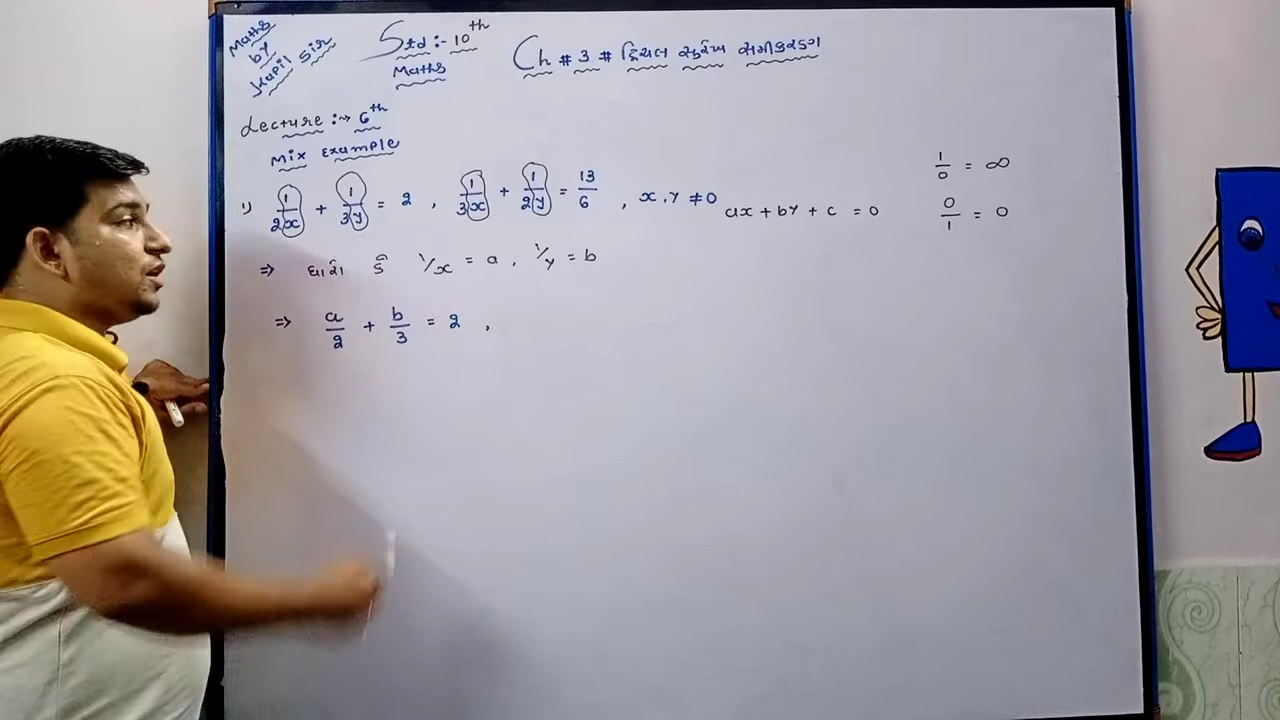 Maths
by
Kapil Sir
Std :- 10th
Maths
Ch # 3 # દ્વિચલ સુરેખ સમીકરણ
Lecture :→ 6th
Mix Example
1) 1/2x + 1/3y = 2 , 1/3x + 1/2y = 13/6 , x, y ≠ 0
ax + by + c = 0
1/0 = ∞
0/1 = 0
⇒ ધારો કે 1/x = a , 1/y = b
⇒ a/2 + b/3 = 2 ,